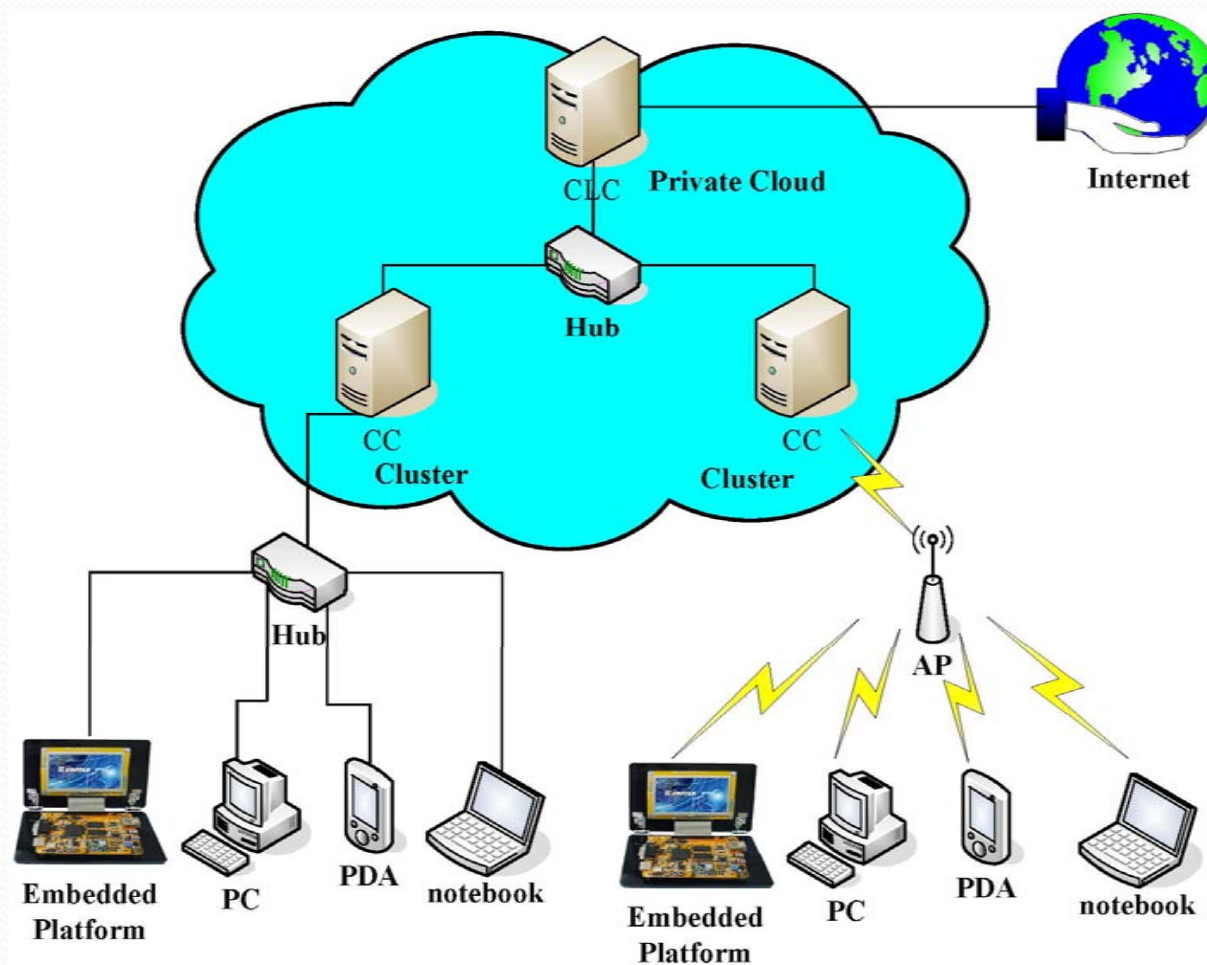 CLC
Private Cloud
Internet
Hub
CC
Cluster
CC
Cluster
Hub
AP
Embedded
Platform
PC
PDA
notebook
Embedded
Platform
PC
PDA
notebook